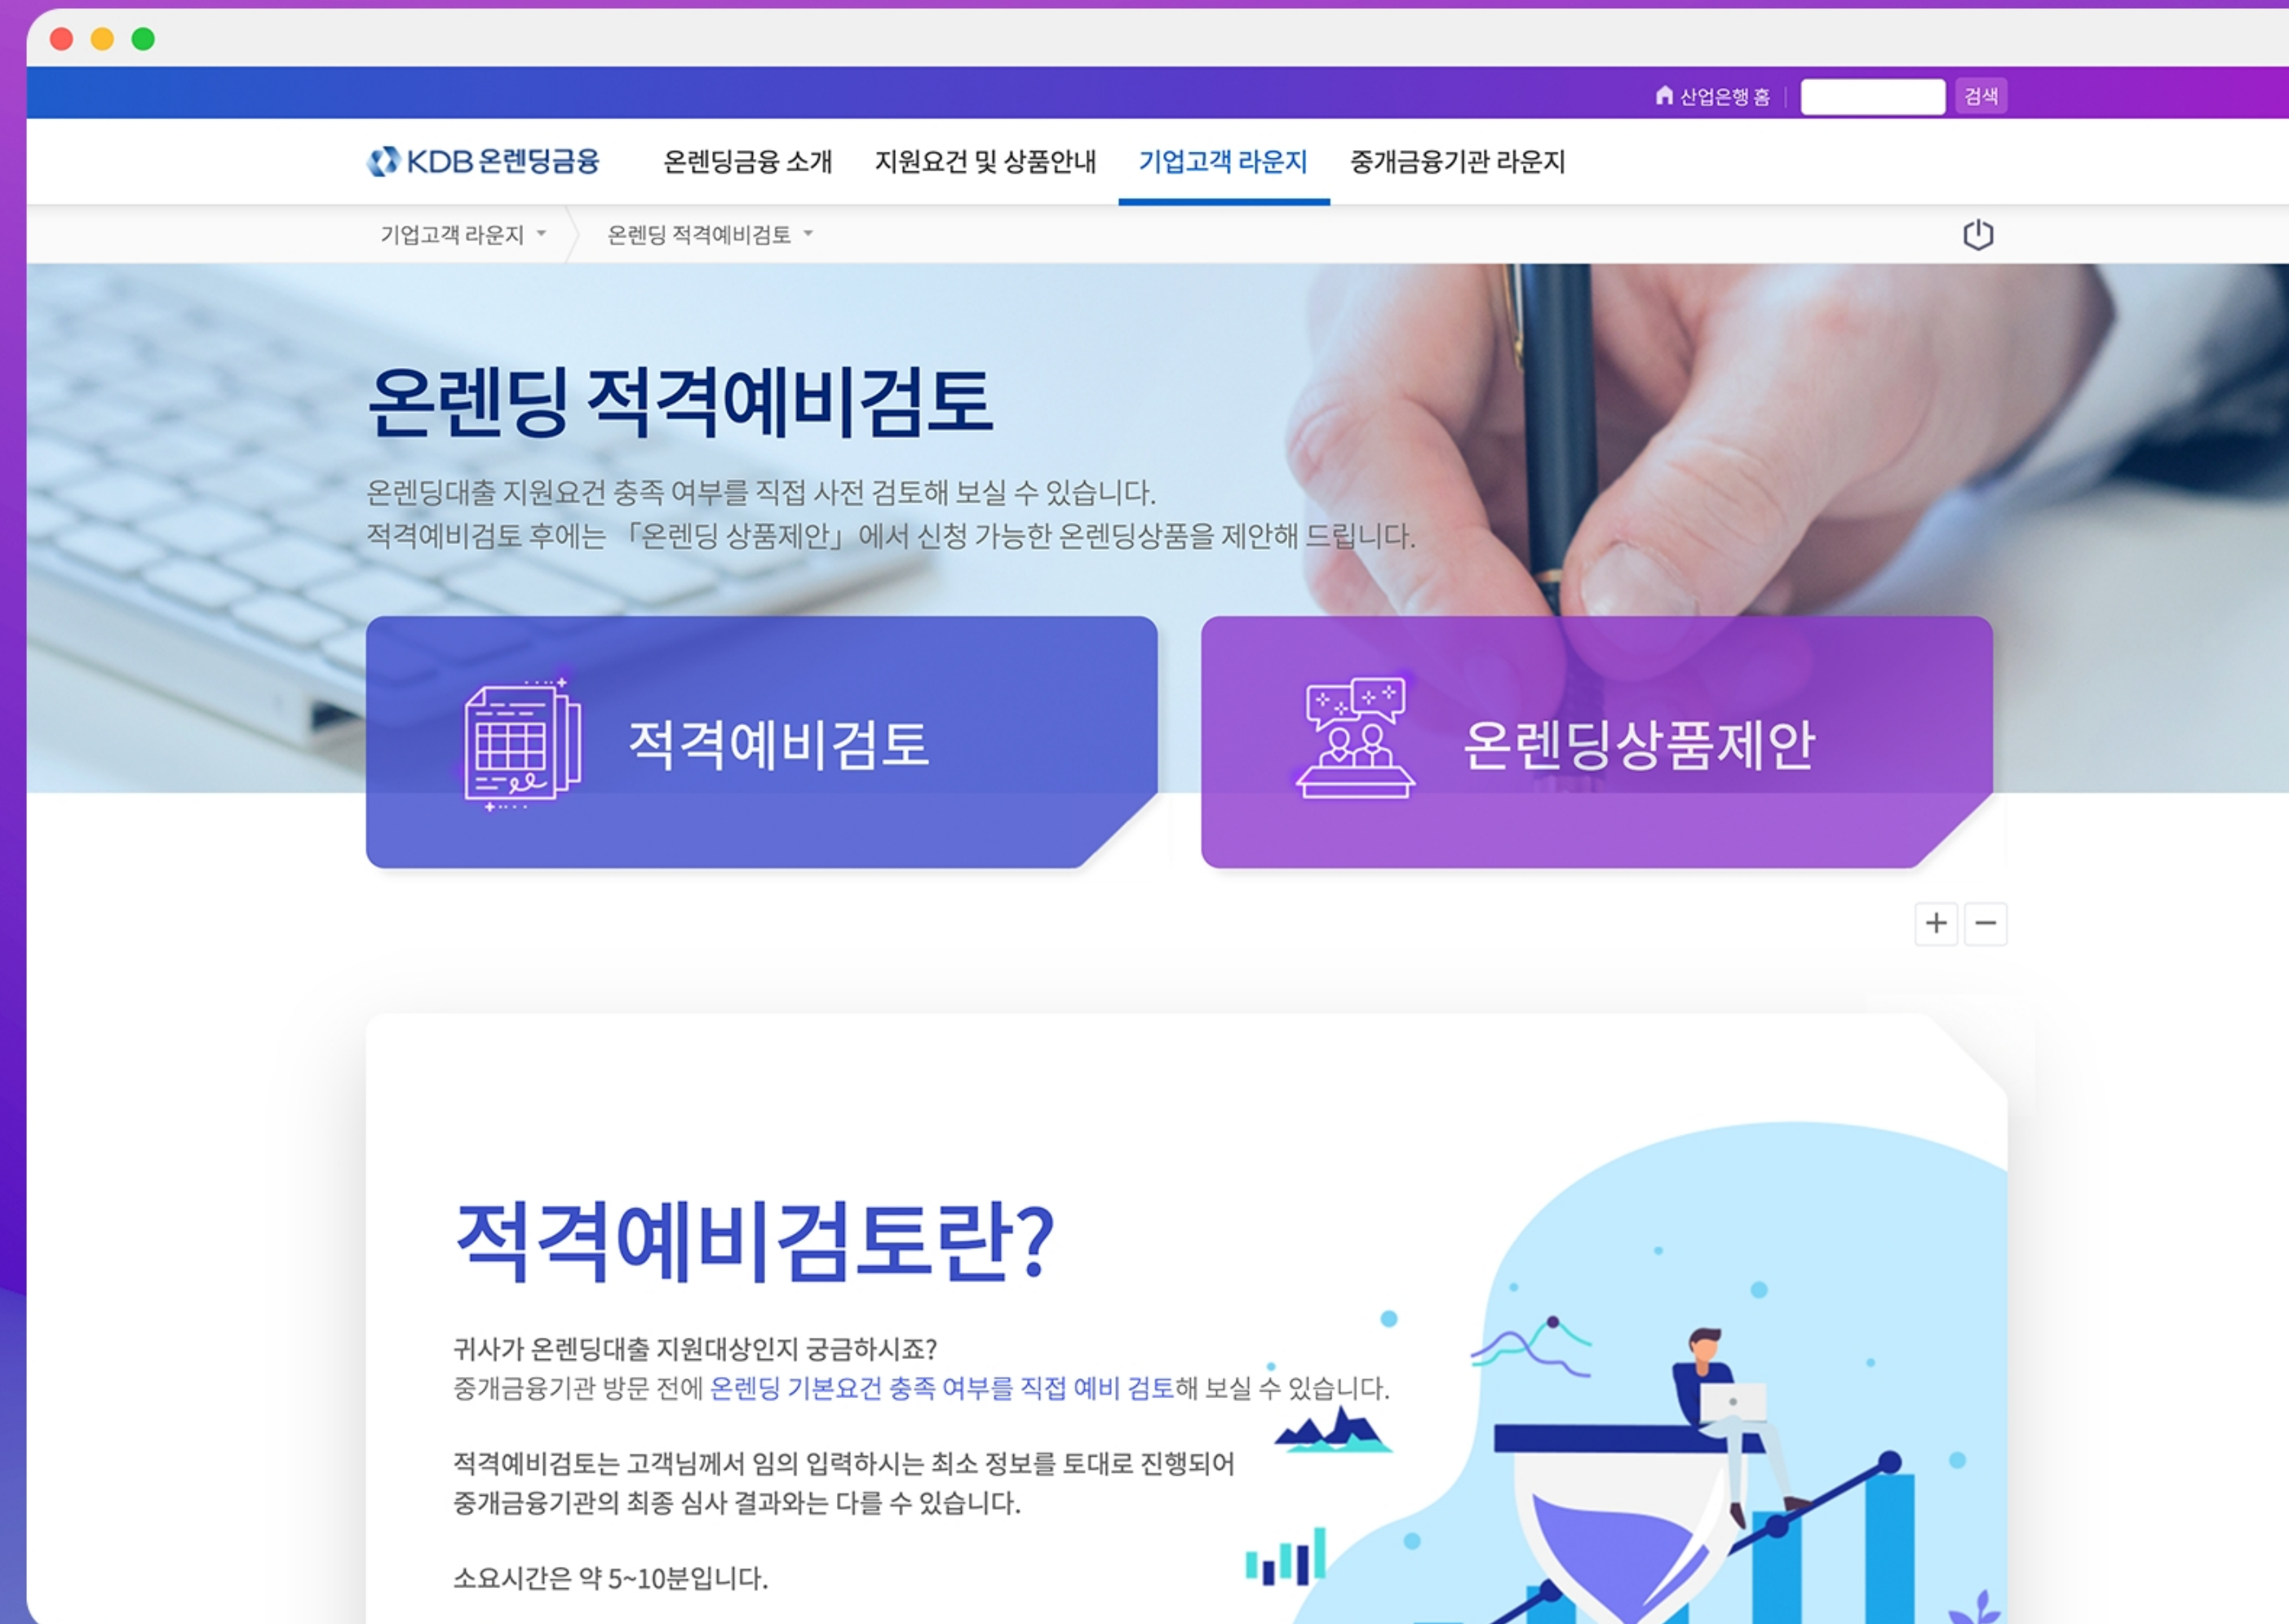 산업은행 홈
검색
KDB 온렌딩금융
온렌딩금융 소개
지원요건 및 상품안내
기업고객 라운지
중개금융기관 라운지
기업고객 라운지
온렌딩 적격예비검토
온렌딩 적격예비검토
온렌딩대출 지원요건 충족 여부를 직접 사전 검토해 보실 수 있습니다.
적격예비검토 후에는 「온렌딩 상품제안」에서 신청 가능한 온렌딩상품을 제안해 드립니다.
적격예비검토
온렌딩상품제안
적격예비검토란?
귀사가 온렌딩대출 지원대상인지 궁금하시죠?
중개금융기관 방문 전에 온렌딩 기본요건 충족 여부를 직접 예비 검토해 보실 수 있습니다.
적격예비검토는 고객님께서 임의 입력하시는 최소 정보를 토대로 진행되어
중개금융기관의 최종 심사 결과와는 다를 수 있습니다.
소요시간은 약 5~10분입니다.